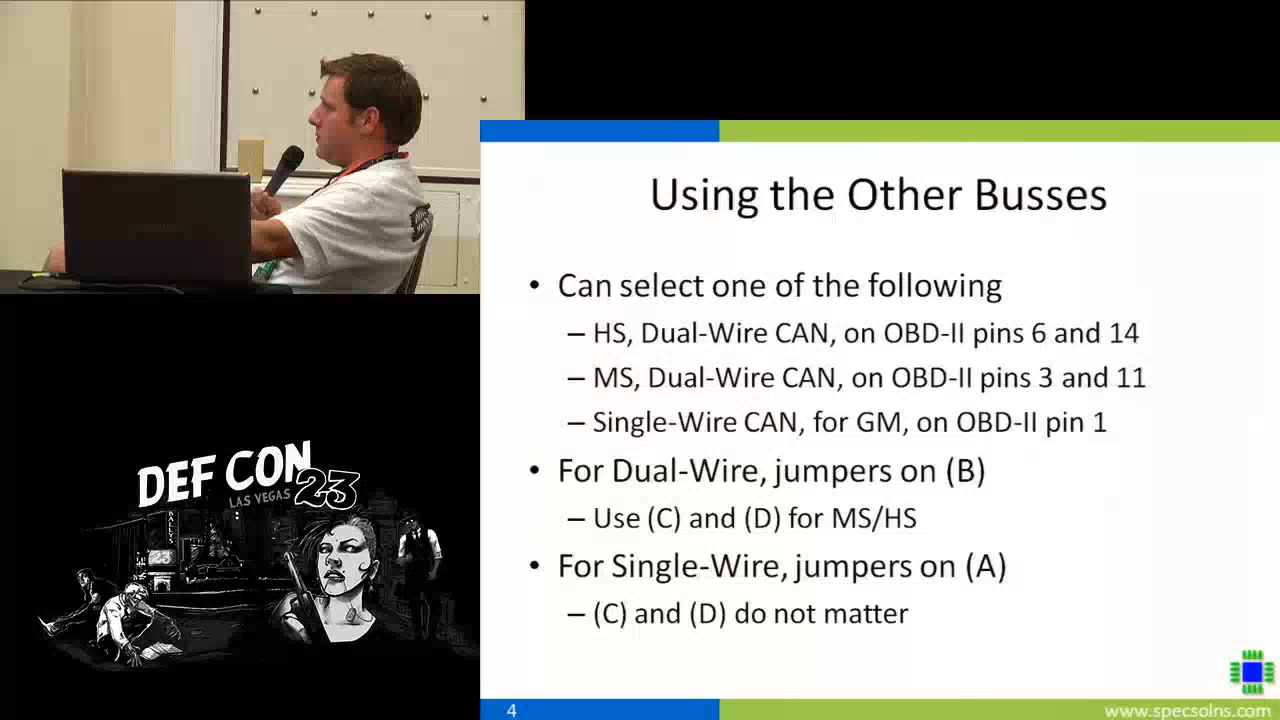 Using the Other Busses
• Can select one of the following
– HS, Dual-Wire CAN, on OBD-II pins 6 and 14
– MS, Dual-Wire CAN, on OBD-II pins 3 and 11
– Single-Wire CAN, for GM, on OBD-II pin 1
• For Dual-Wire, jumpers on (B)
– Use (C) and (D) for MS/HS
• For Single-Wire, jumpers on (A)
– (C) and (D) do not matter
4
www.specsolns.com
DEF CON
LAS VEGAS 23
BALLY'S